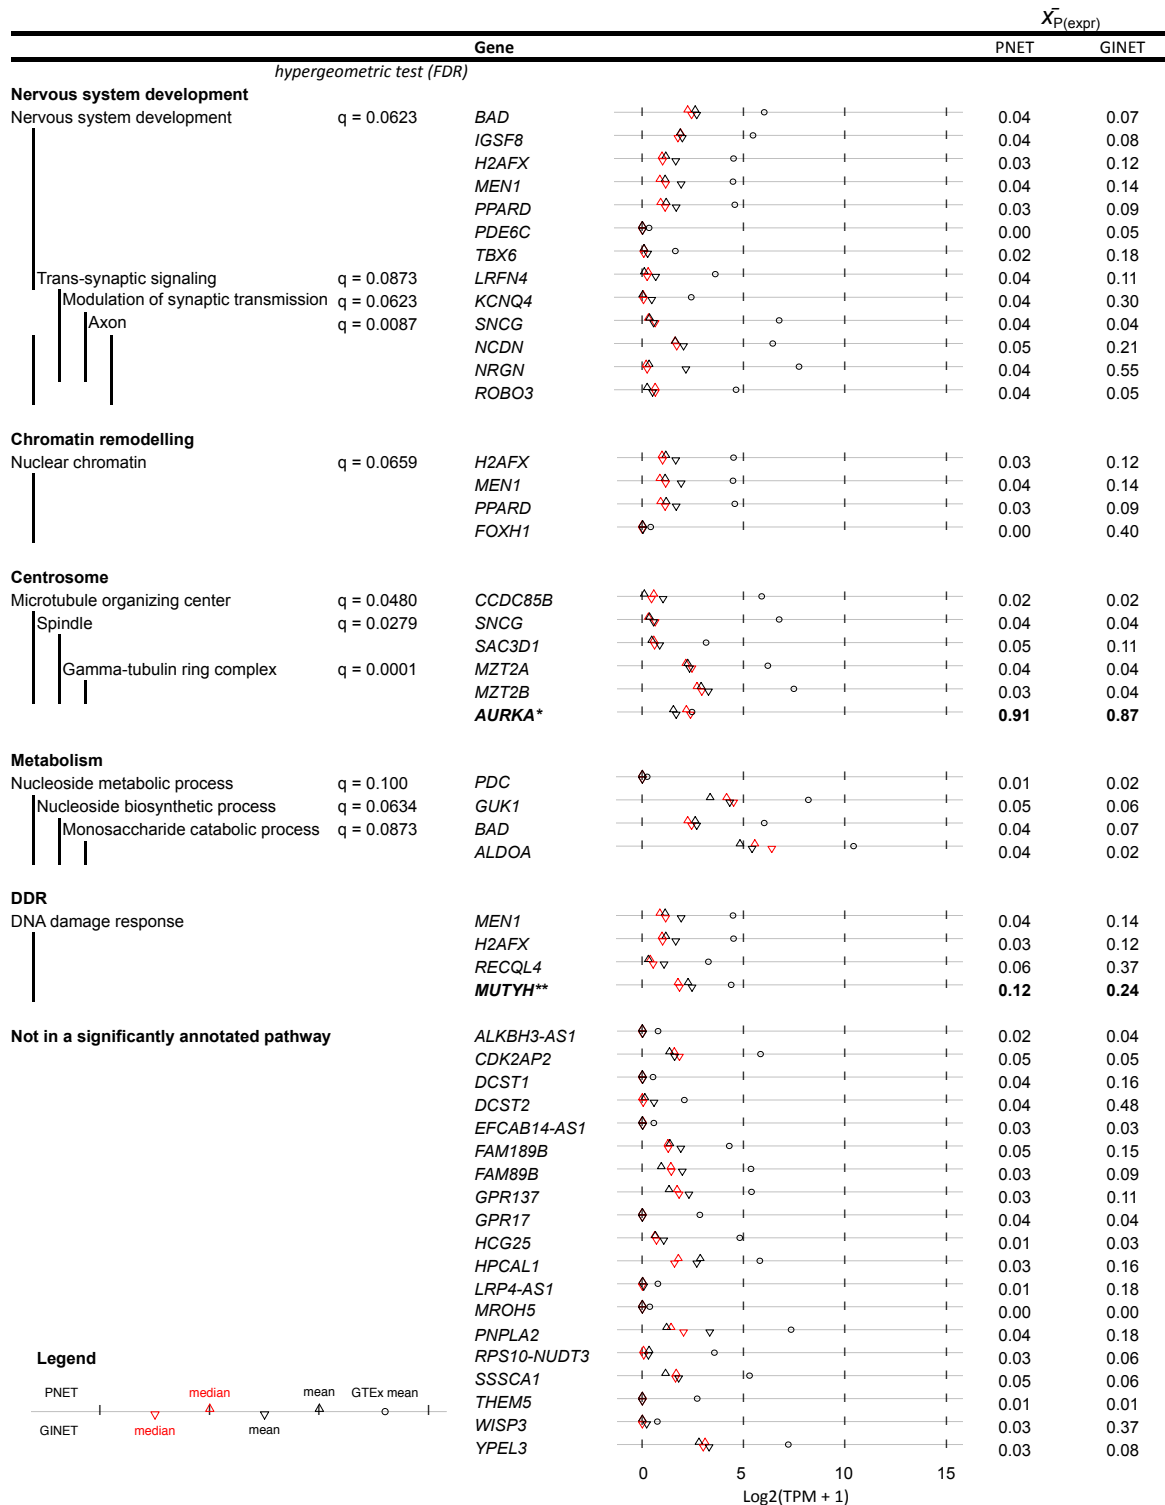 x̄P(expr)
Gene PNET GINET
hypergeometric test (FDR)
Nervous system development
Nervous system development q = 0.0623 BAD 0.04 0.07
IGSF8 0.04 0.08
H2AFX 0.03 0.12
MEN1 0.04 0.14
PPARD 0.03 0.09
PDE6C 0.00 0.05
TBX6 0.02 0.18
Trans-synaptic signaling q = 0.0873 LRFN4 0.04 0.11
Modulation of synaptic transmission q = 0.0623 KCNQ4 0.04 0.30
Axon q = 0.0087 SNCG 0.04 0.04
NCDN 0.05 0.21
NRGN 0.04 0.55
ROBO3 0.04 0.05
Chromatin remodelling
Nuclear chromatin q = 0.0659 H2AFX 0.03 0.12
MEN1 0.04 0.14
PPARD 0.03 0.09
FOXH1 0.00 0.40
Centrosome
Microtubule organizing center q = 0.0480 CCDC85B 0.02 0.02
Spindle q = 0.0279 SNCG 0.04 0.04
SAC3D1 0.05 0.11
Gamma-tubulin ring complex q = 0.0001 MZT2A 0.04 0.04
MZT2B 0.03 0.04
AURKA* 0.91 0.87
Metabolism
Nucleoside metabolic process q = 0.100 PDC 0.01 0.02
Nucleoside biosynthetic process q = 0.0634 GUK1 0.05 0.06
Monosaccharide catabolic process q = 0.0873 BAD 0.04 0.07
ALDOA 0.04 0.02
DDR
DNA damage response MEN1 0.04 0.14
H2AFX 0.03 0.12
RECQL4 0.06 0.37
MUTYH** 0.12 0.24
Not in a significantly annotated pathway ALKBH3-AS1 0.02 0.04
CDK2AP2 0.05 0.05
DCST1 0.04 0.16
DCST2 0.04 0.48
EFCAB14-AS1 0.03 0.03
FAM189B 0.05 0.15
FAM89B 0.03 0.09
GPR137 0.03 0.11
GPR17 0.04 0.04
HCG25 0.01 0.03
HPCAL1 0.03 0.16
LRP4-AS1 0.01 0.18
MROH5 0.00 0.00
PNPLA2 0.04 0.18
RPS10-NUDT3 0.03 0.06
SSSCA1 0.05 0.06
THEM5 0.01 0.01
WISP3 0.03 0.37
YPEL3 0.03 0.08
Legend
PNET median mean GTEx mean
GINET median mean
0 5 10 15
Log2(TPM + 1)